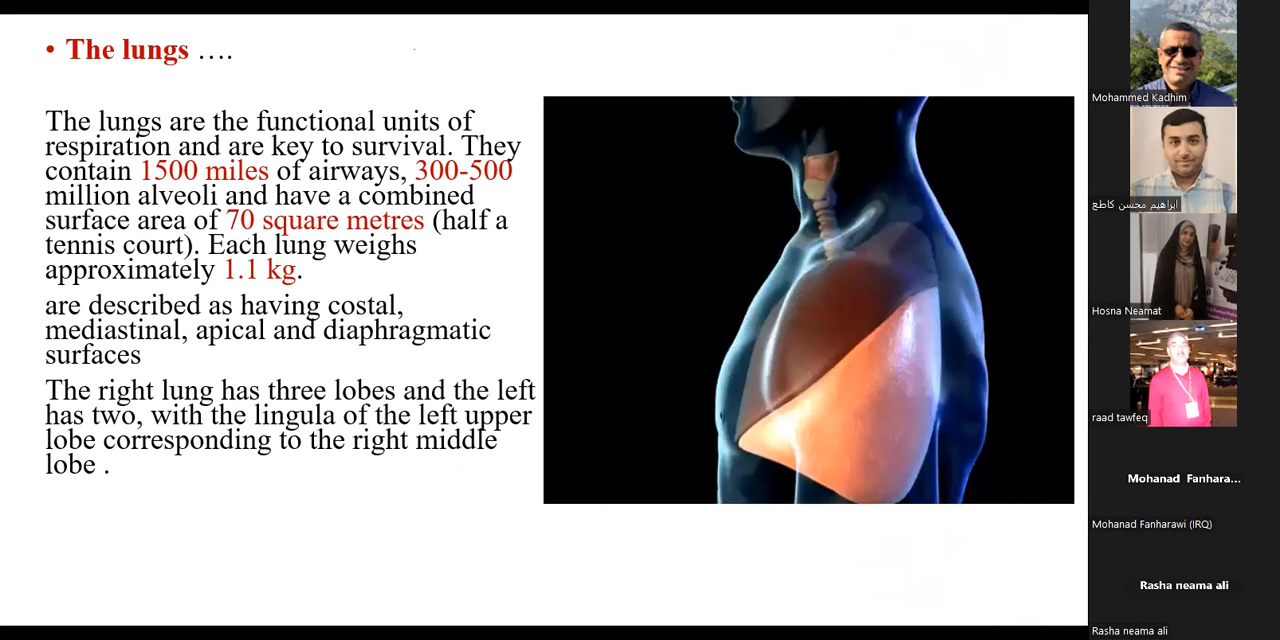 • The lungs ….
The lungs are the functional units of
respiration and are key to survival. They
contain 1500 miles of airways, 300-500
million alveoli and have a combined
surface area of 70 square metres (half a
tennis court). Each lung weighs
approximately 1.1 kg.
are described as having costal,
mediastinal, apical and diaphragmatic
surfaces
The right lung has three lobes and the left
has two, with the lingula of the left upper
lobe corresponding to the right middle
lobe .
Mohammed Kadhim
ابراهيم محسن كاطع
Hosna Neamat
raad tawfeq
Mohanad Fanhara...
Mohanad Fanharawi (IRQ)
Rasha neama ali
Rasha neama ali